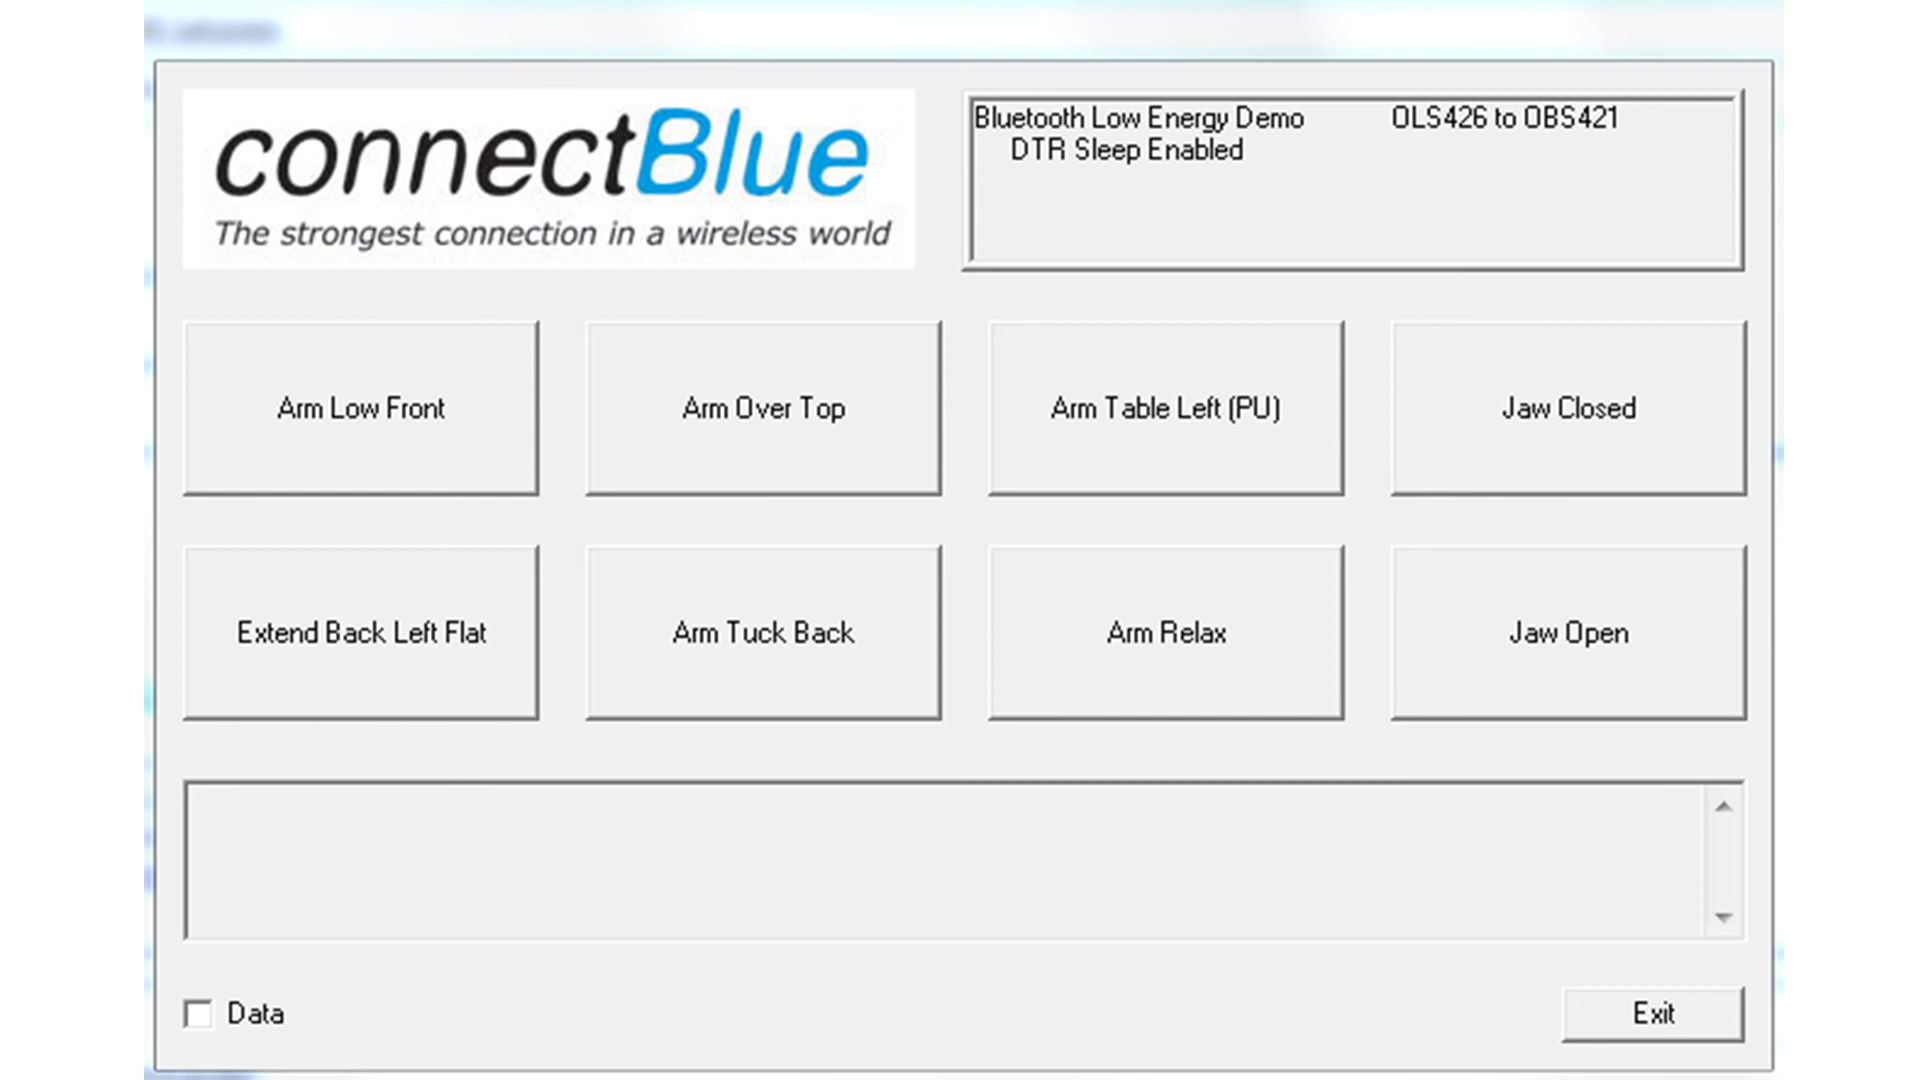 connectBlue
The strongest connection in a wireless world
Bluetooth Low Energy Demo OLS426 to OBS421
DTR Sleep Enabled
Arm Low Front
Arm Over Top
Arm Table Left (PU)
Jaw Closed
Extend Back Left Flat
Arm Tuck Back
Arm Relax
Jaw Open
Data
Exit